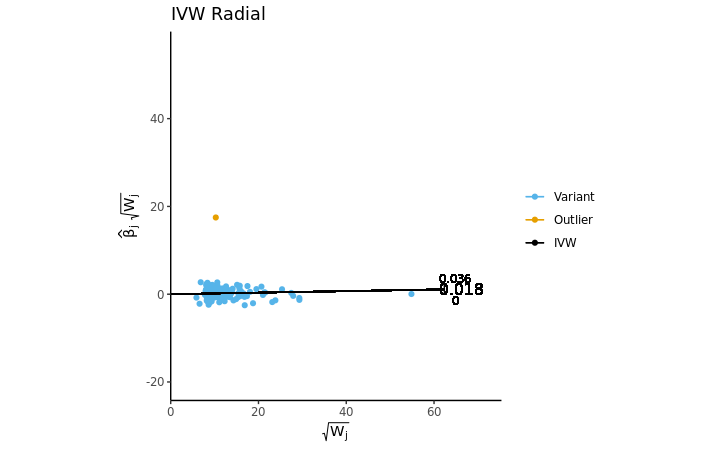 IVW Radial
40
20
0
-20
0
20
40
60
β̂j √Wj
√Wj
0.036
0.018
0
Variant
Outlier
IVW